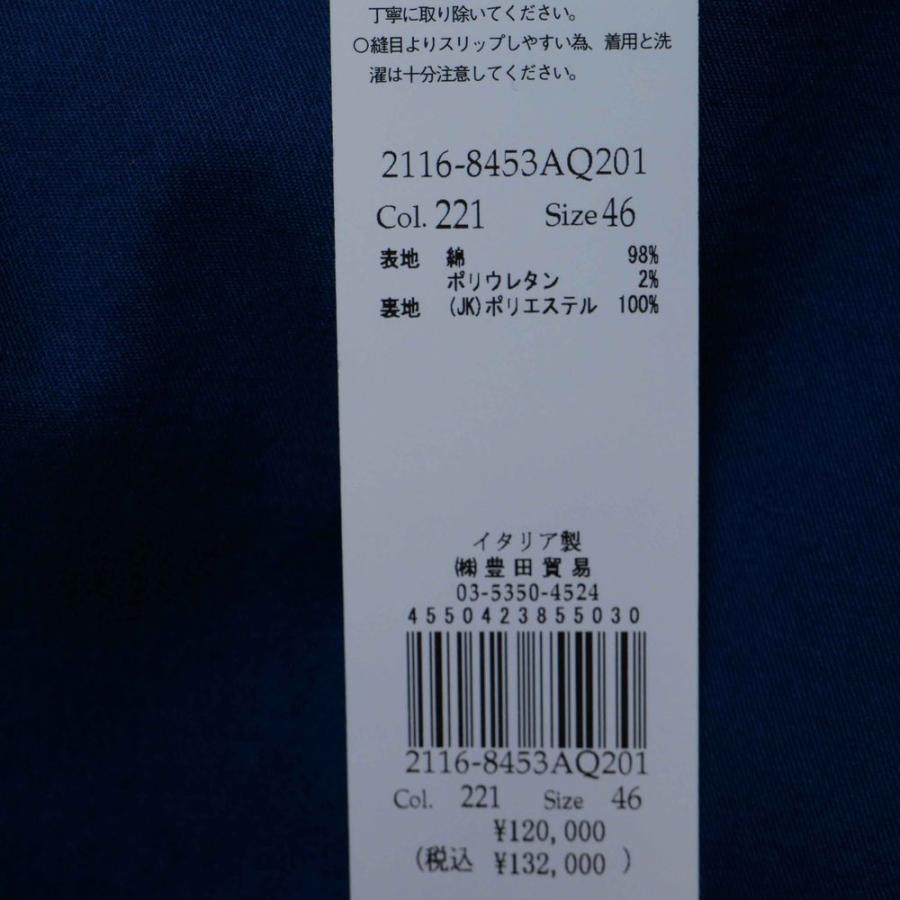 丁寧に取り除いてください。
○縫目よりスリップしやすい為、着用と洗
濯は十分注意してください。
2116-8453AQ201
Col. 221 Size 46
表地 綿 98%
ポリウレタン 2%
裏地 (JK)ポリエステル 100%
イタリア製
㈱豊田貿易
03-5350-4524
4550423855030
2116-8453AQ201
Col. 221 Size 46
¥120,000
(税込 ¥132,000 )